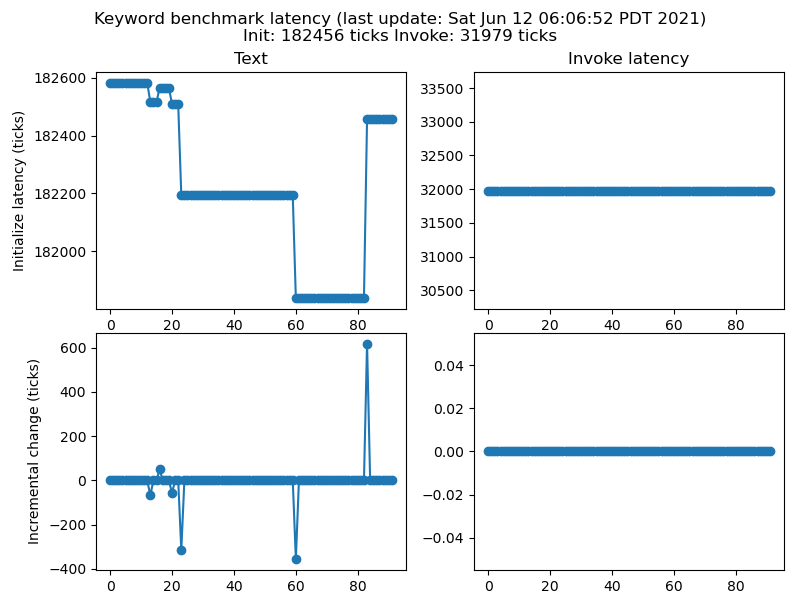 Keyword benchmark latency (last update: Sat Jun 12 06:06:52 PDT 2021)
Init: 182456 ticks Invoke: 31979 ticks
Text
Invoke latency
Initialize latency (ticks)
182600
182400
182200
182000
0 20 40 60 80
33500
33000
32500
32000
31500
31000
30500
0 20 40 60 80
Incremental change (ticks)
600
400
200
0
−200
−400
0 20 40 60 80
0.04
0.02
0.00
−0.02
−0.04
0 20 40 60 80